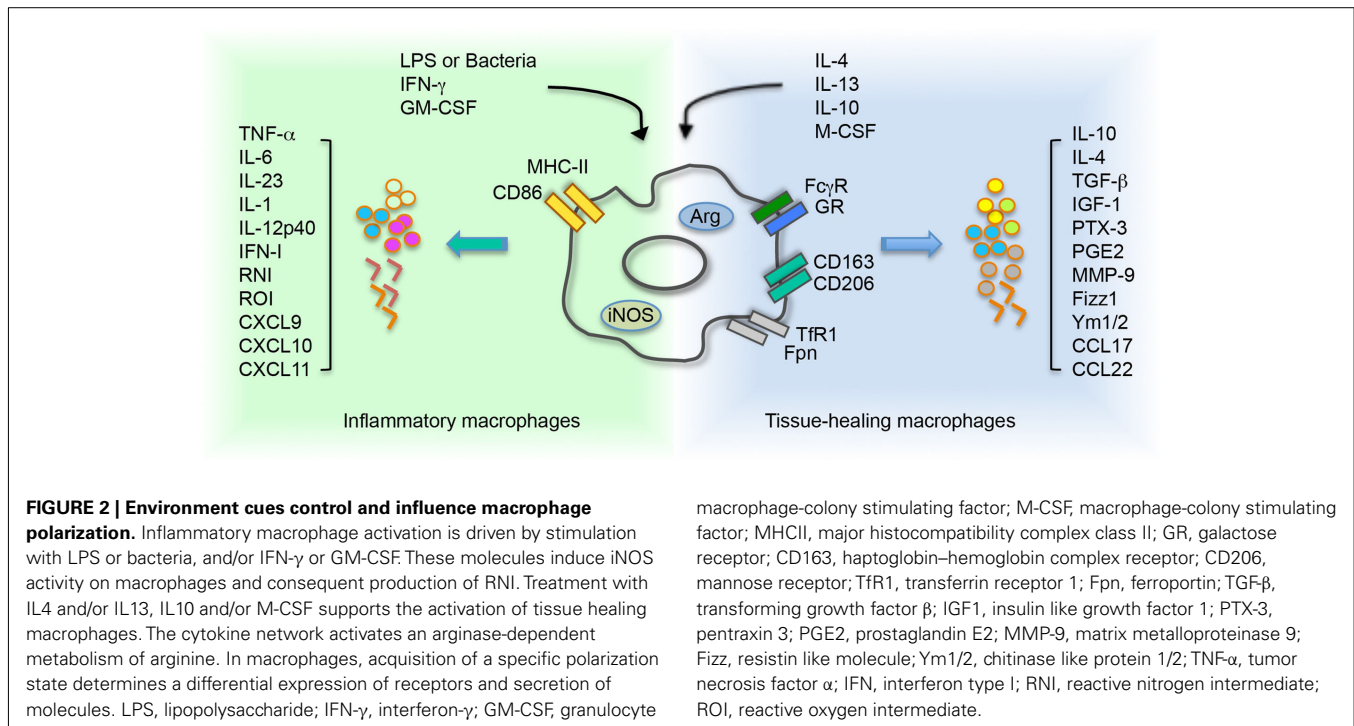 LPS or Bacteria
IFN-γ
GM-CSF
IL-4
IL-13
IL-10
M-CSF
TNF-α
IL-6
IL-23
IL-1
IL-12p40
IFN-I
RNI
ROI
CXCL9
CXCL10
CXCL11
MHC-II
CD86
Arg
iNOS
FcγR
GR
CD163
CD206
TfR1
Fpn
IL-10
IL-4
TGF-β
IGF-1
PTX-3
PGE2
MMP-9
Fizz1
Ym1/2
CCL17
CCL22
Inflammatory macrophages
Tissue-healing macrophages
FIGURE 2 | Environment cues control and influence macrophage
polarization. Inflammatory macrophage activation is driven by stimulation
with LPS or bacteria, and/or IFN-γ or GM-CSF. These molecules induce iNOS
activity on macrophages and consequent production of RNI. Treatment with
IL4 and/or IL13, IL10 and/or M-CSF supports the activation of tissue healing
macrophages. The cytokine network activates an arginase-dependent
metabolism of arginine. In macrophages, acquisition of a specific polarization
state determines a differential expression of receptors and secretion of
molecules. LPS, lipopolysaccharide; IFN-γ, interferon-γ; GM-CSF, granulocyte
macrophage-colony stimulating factor; M-CSF, macrophage-colony stimulating
factor; MHCII, major histocompatibility complex class II; GR, galactose
receptor; CD163, haptoglobin–hemoglobin complex receptor; CD206,
mannose receptor; TfR1, transferrin receptor 1; Fpn, ferroportin; TGF-β,
transforming growth factor β; IGF1, insulin like growth factor 1; PTX-3,
pentraxin 3; PGE2, prostaglandin E2; MMP-9, matrix metalloproteinase 9;
Fizz, resistin like molecule; Ym1/2, chitinase like protein 1/2; TNF-α, tumor
necrosis factor α; IFN, interferon type I; RNI, reactive nitrogen intermediate;
ROI, reactive oxygen intermediate.